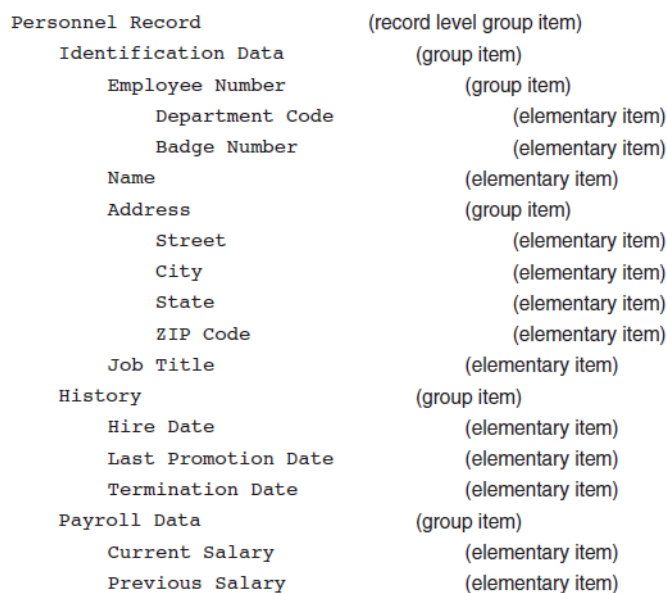 Personnel Record (record level group item)
Identification Data (group item)
Employee Number (group item)
Department Code (elementary item)
Badge Number (elementary item)
Name (elementary item)
Address (group item)
Street (elementary item)
City (elementary item)
State (elementary item)
ZIP Code (elementary item)
Job Title (elementary item)
History (group item)
Hire Date (elementary item)
Last Promotion Date (elementary item)
Termination Date (elementary item)
Payroll Data (group item)
Current Salary (elementary item)
Previous Salary (elementary item)